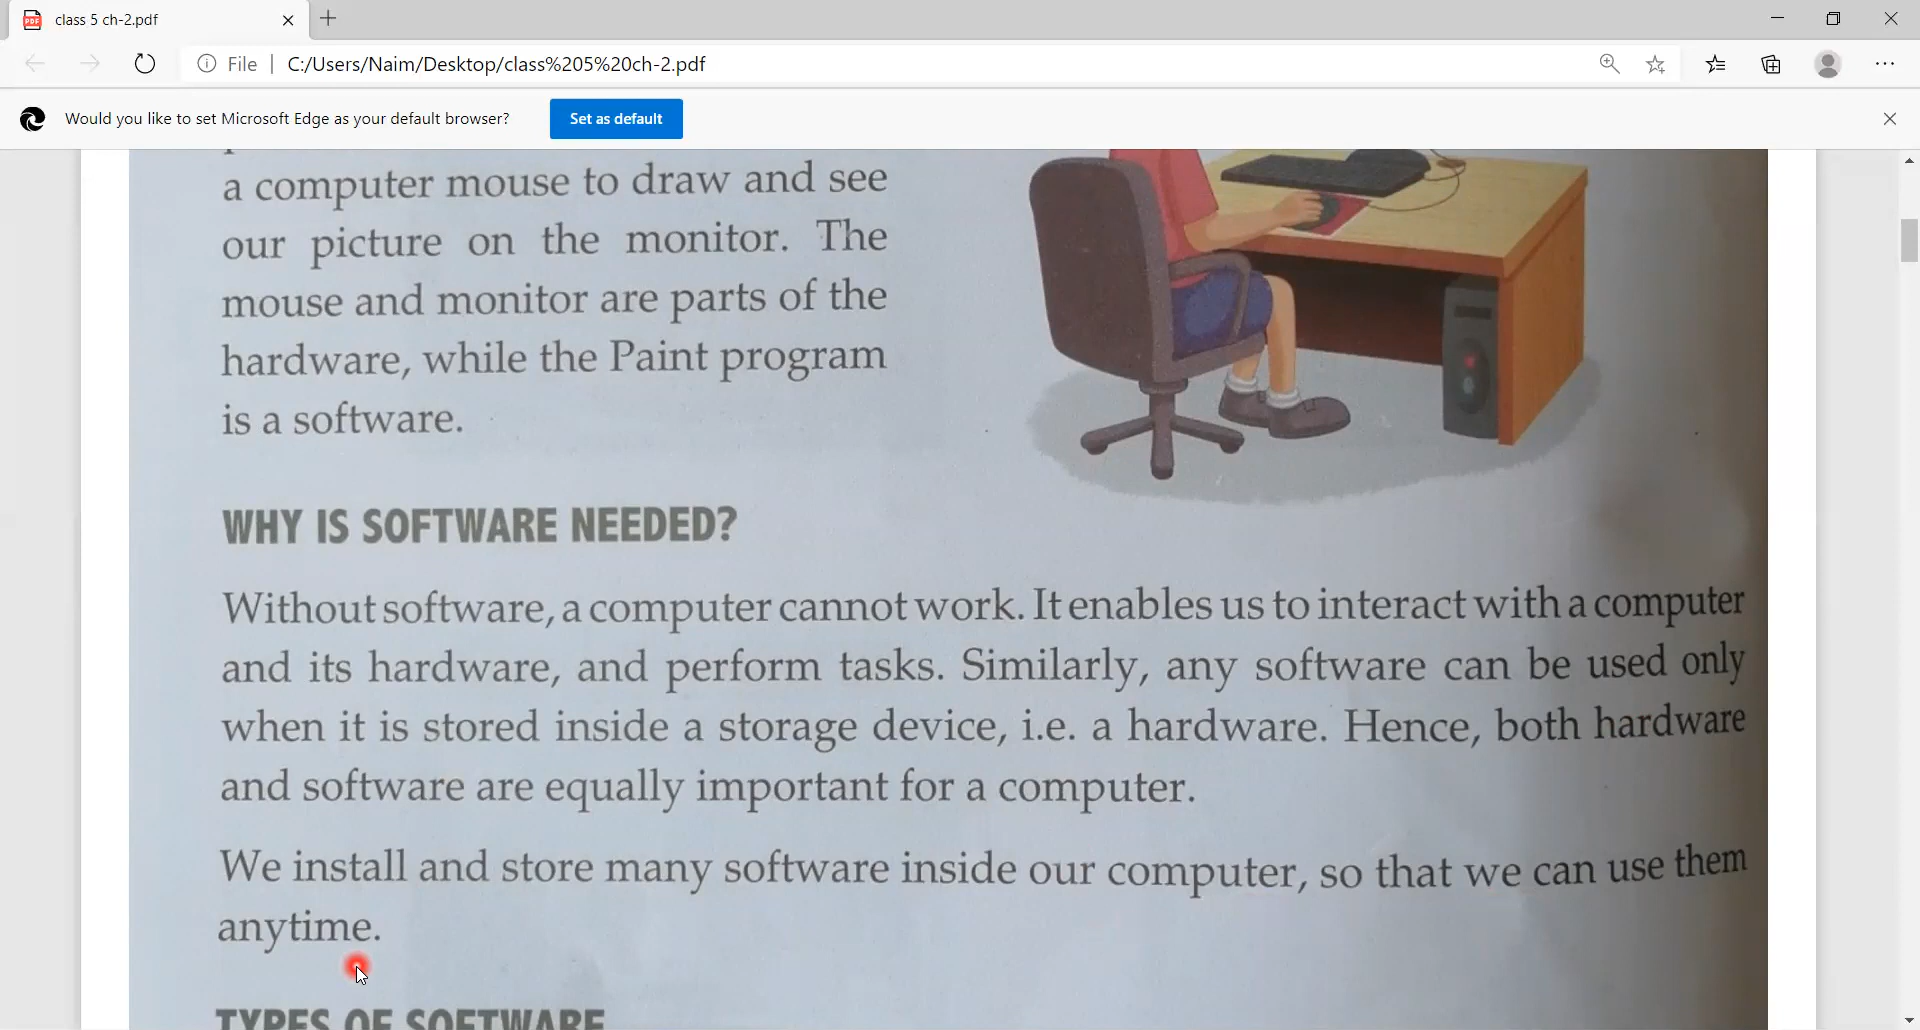 class 5 ch-2.pdf
File | C:/Users/Naim/Desktop/class%205%20ch-2.pdf
Would you like to set Microsoft Edge as your default browser?
Set as default
a computer mouse to draw and see
our picture on the monitor. The
mouse and monitor are parts of the
hardware, while the Paint program
is a software.
WHY IS SOFTWARE NEEDED?
Without software, a computer cannot work. It enables us to interact with a computer
and its hardware, and perform tasks. Similarly, any software can be used only
when it is stored inside a storage device, i.e. a hardware. Hence, both hardware
and software are equally important for a computer.
We install and store many software inside our computer, so that we can use them
anytime.
TYPES OF SOFTWARE